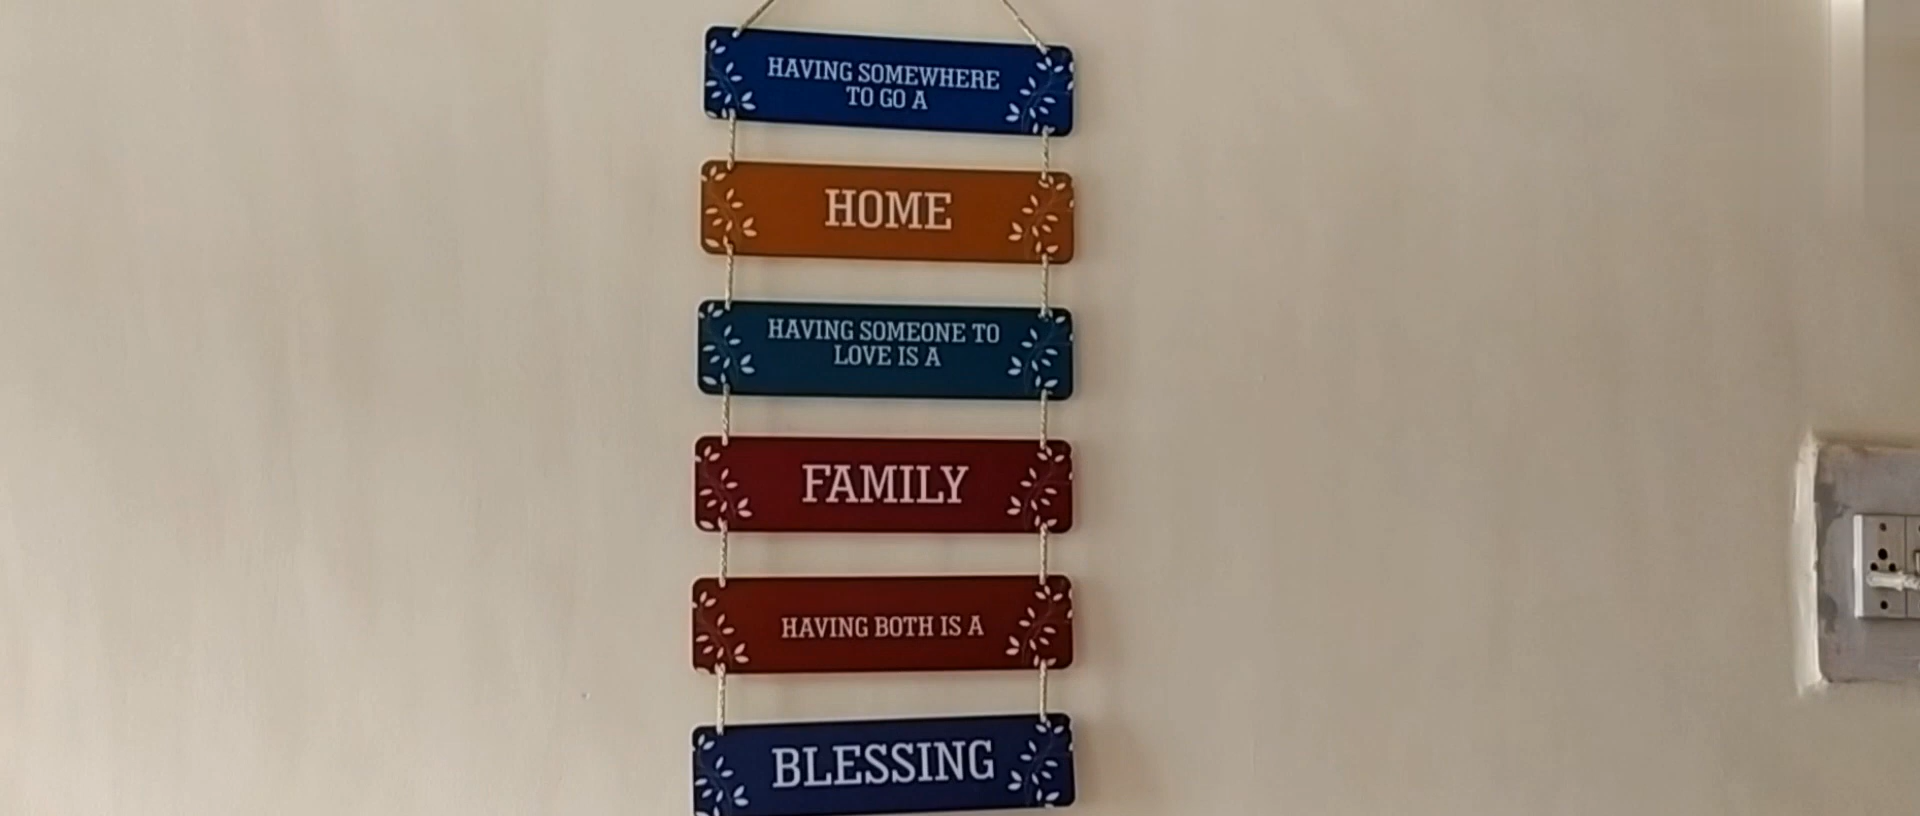 HAVING SOMEWHERE
TO GO A
HOME
HAVING SOMEONE TO
LOVE IS A
FAMILY
HAVING BOTH IS A
BLESSING